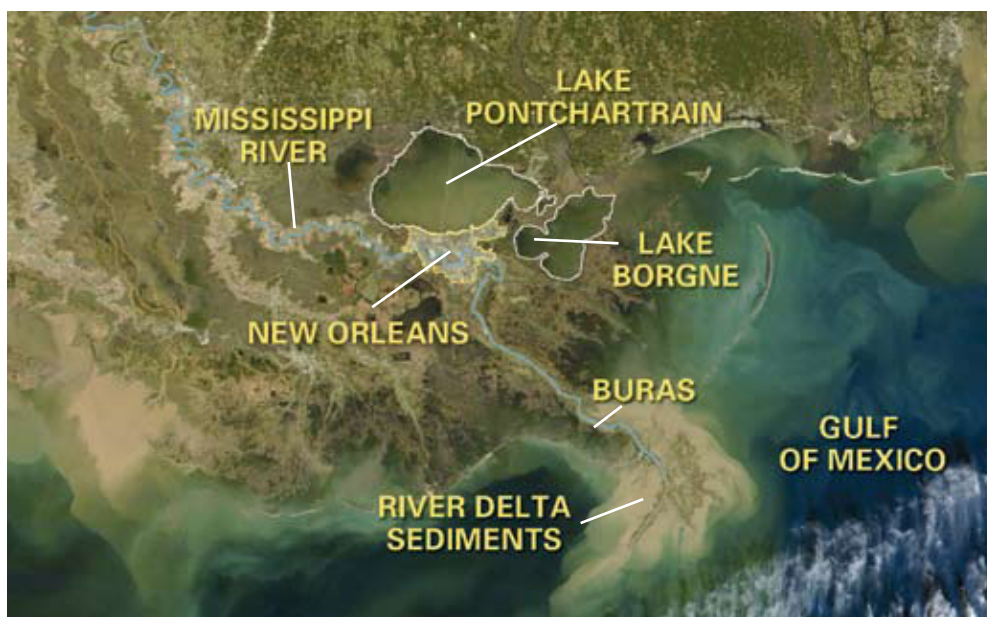 LAKE
PONTCHARTRAIN
MISSISSIPPI
RIVER
LAKE
BORGNE
NEW ORLEANS
BURAS
GULF
OF MEXICO
RIVER DELTA
SEDIMENTS